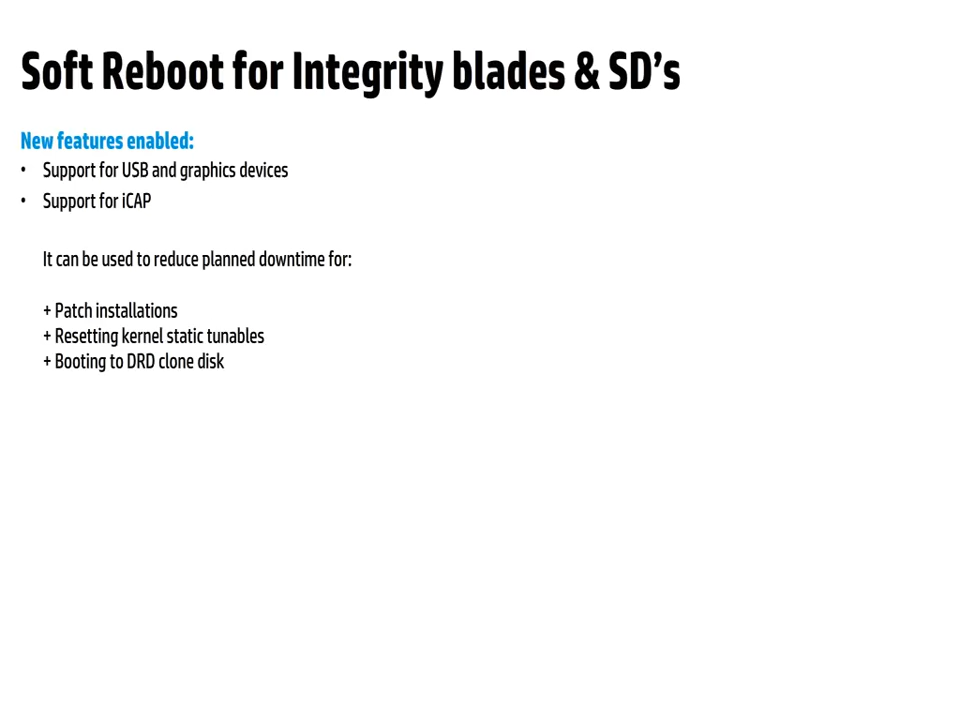 Soft Reboot for Integrity blades & SD’s
New features enabled:
• Support for USB and graphics devices
• Support for iCAP
It can be used to reduce planned downtime for:
+ Patch installations
+ Resetting kernel static tunables
+ Booting to DRD clone disk